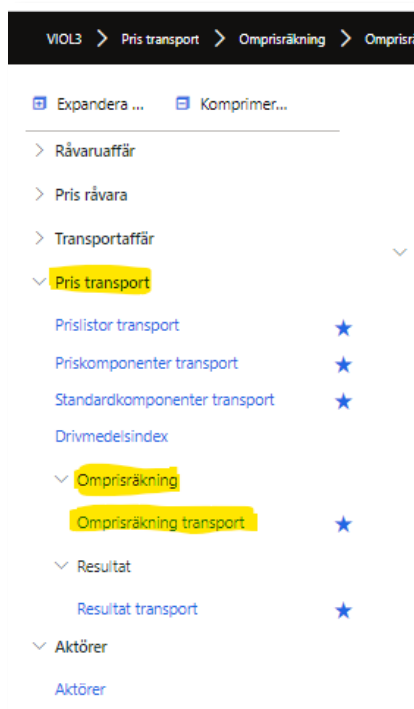 VIOL3 > Pris transport > Omprisräkning > Omprisrä
Expandera ... Komprimer...
Råvaruaffär
Pris råvara
Transportaffär
Pris transport
Prislistor transport
Priskomponenter transport
Standardkomponenter transport
Drivmedelsindex
Omprisräkning
Omprisräkning transport
Resultat
Resultat transport
Aktörer
Aktörer